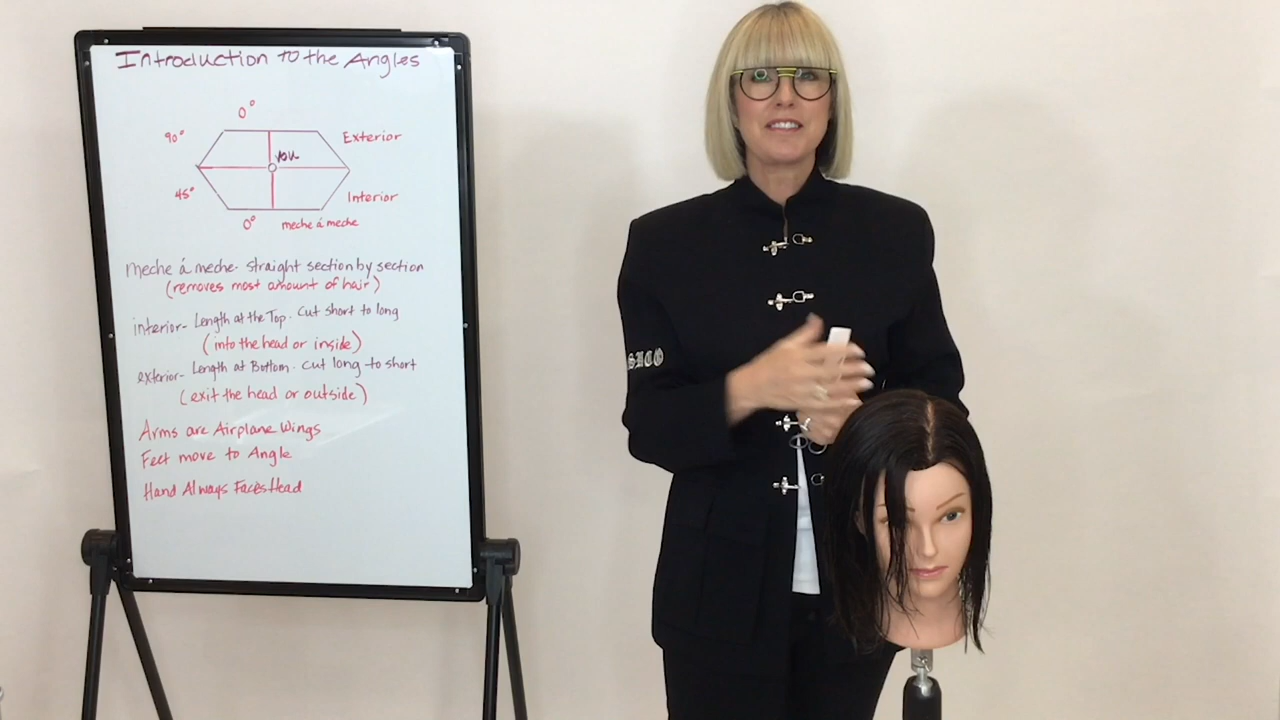 Introduction to the Angles
0°
90°
Exterior
you
45°
Interior
0°
meche á meche
meche á meche- straight section by section
(removes most amount of hair)
interior- Length at the Top. Cut short to long
(into the head or inside)
exterior- Length at Bottom. Cut long to short
(exit the head or outside)
Arms are Airplane Wings
Feet move to Angle
Hand Always Faces Head